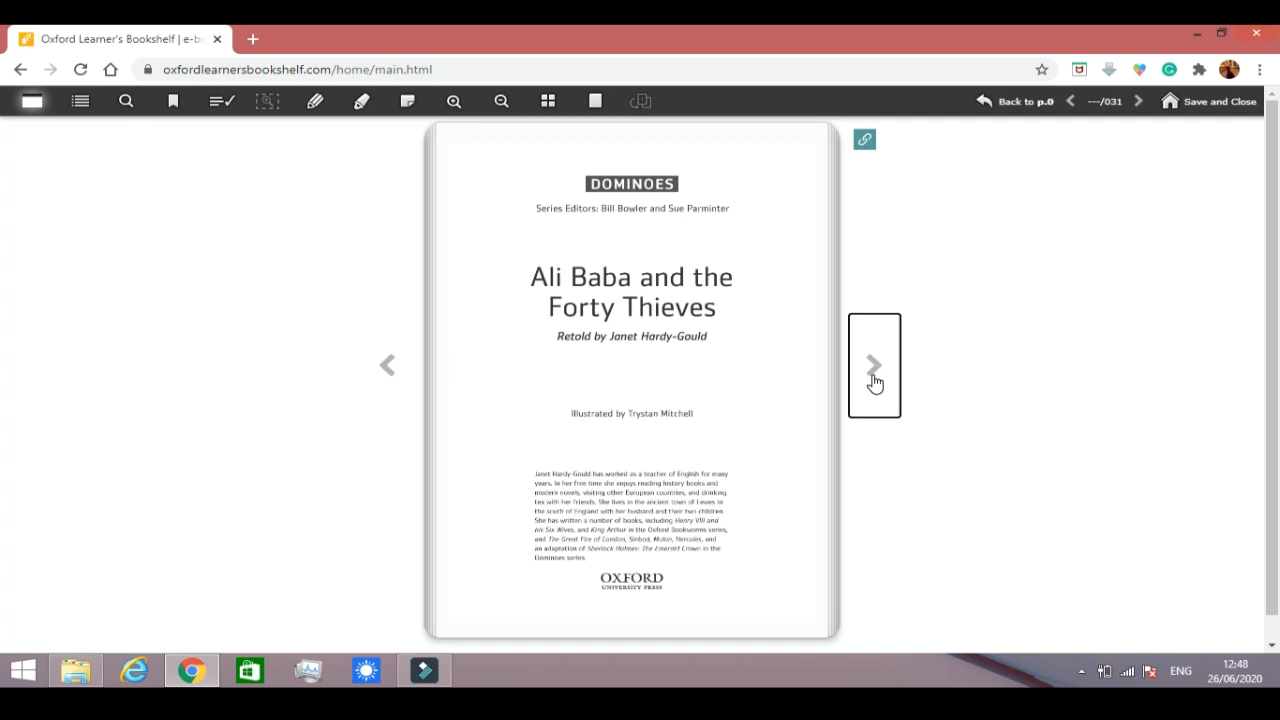 Oxford Learner's Bookshelf | e-bo
oxfordlearnersbookshelf.com/home/main.html
Back to p.0
---/031
Save and Close
DOMINOES
Series Editors: Bill Bowler and Sue Parminter
Ali Baba and the
Forty Thieves
Retold by Janet Hardy-Gould
Illustrated by Trystan Mitchell
Janet Hardy-Gould has worked as a teacher of English for many
years. In her free time she enjoys reading history books and
modern novels, visiting other European countries, and drinking
tea with her friends. She lives in the ancient town of Lewes in
the south of England with her husband and their two children.
She has written a number of books, including Henry VIII and
his Six Wives, and King Arthur in the Oxford Bookworms series,
and The Great Fire of London, Sinbad, Mulan, Hercules, and
an adaptation of Sherlock Holmes: The Emerald Crown in the
Dominoes series.
OXFORD
UNIVERSITY PRESS
ENG
12:48
26/06/2020